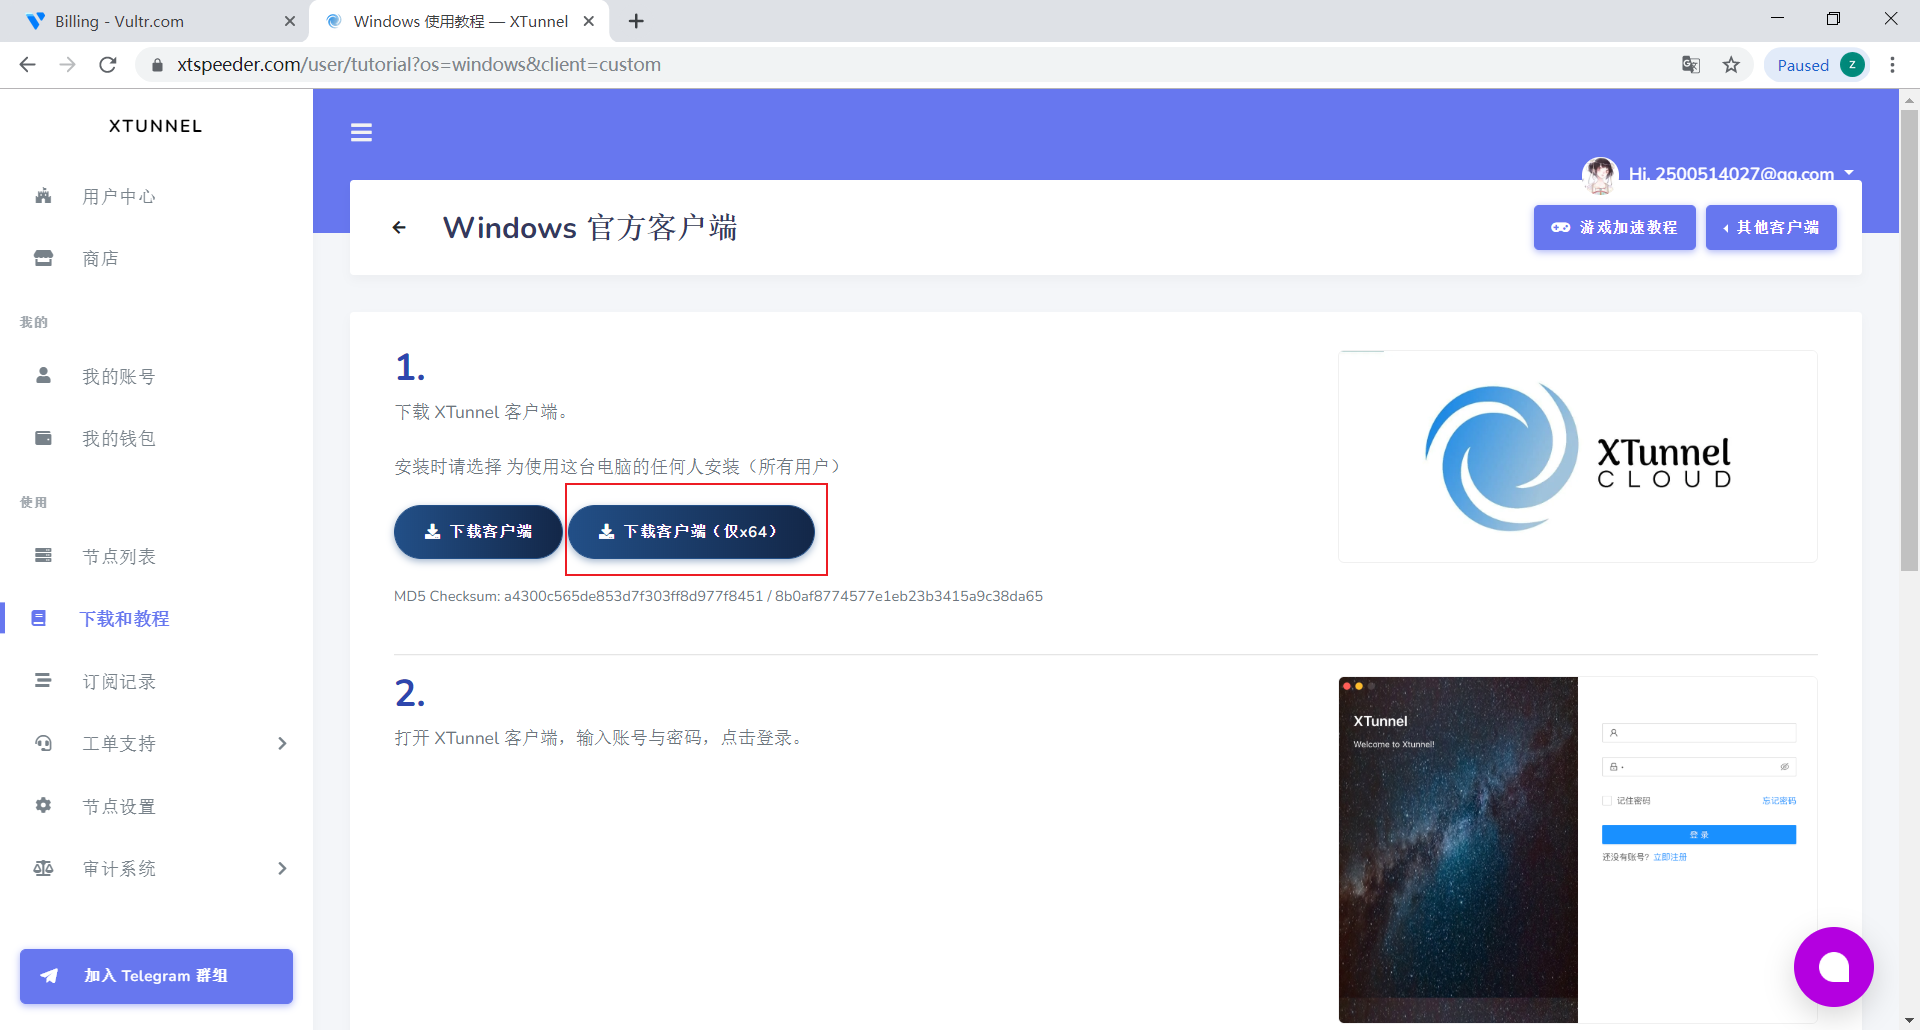 Billing - Vultr.com
Windows 使用教程 — XTunnel
xtspeeder.com/user/tutorial?os=windows&client=custom
Paused
Z
XTUNNEL
用户中心
商店
我的
我的账号
我的钱包
使用
节点列表
下载和教程
订阅记录
工单支持
节点设置
审计系统
加入 Telegram 群组
Hi, 2500514027@qq.com
Windows 官方客户端
游戏加速教程
其他客户端
1.
下载 XTunnel 客户端。
安装时请选择 为使用这台电脑的任何人安装（所有用户）
下载客户端
下载客户端（仅x64）
MD5 Checksum: a4300c565de853d7f303ff8d977f8451 / 8b0af8774577e1eb23b3415a9c38da65
XTunnel
CLOUD
2.
打开 XTunnel 客户端，输入账号与密码，点击登录。
XTunnel
Welcome to Xtunnel!
记住密码
忘记密码
登 录
还没有账号? 立即注册